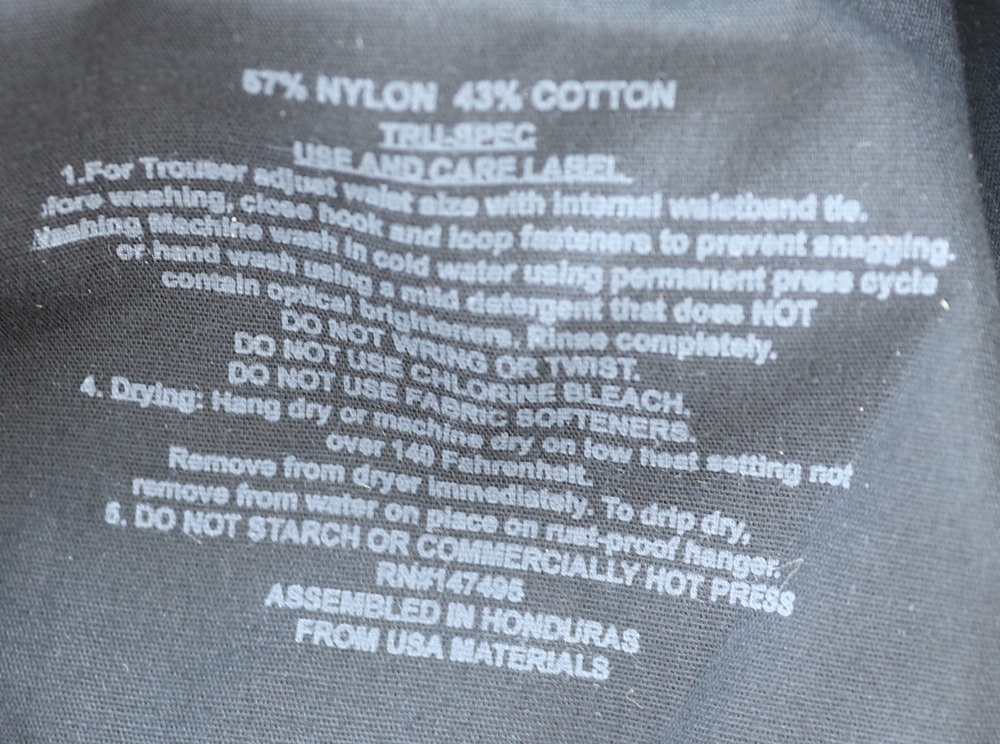 57% NYLON 43% COTTON
TRU-SPEC
USE AND CARE LABEL
1.For Trouser adjust waist size with internal waistband tie.
fore washing, close hook and loop fasteners to prevent snagging.
Washing Machine wash in cold water using permanent press cycle
or hand wash using a mild detergent that does NOT
contain optical brighteners. Rinse completely.
DO NOT WRING OR TWIST.
DO NOT USE CHLORINE BLEACH.
DO NOT USE FABRIC SOFTENERS.
4. Drying: Hang dry or machine dry on low heat setting not
over 140 Fahrenheit.
Remove from dryer immediately. To drip dry,
remove from water on place on rust-proof hanger.
5. DO NOT STARCH OR COMMERCIALLY HOT PRESS
RN#147495
ASSEMBLED IN HONDURAS
FROM USA MATERIALS